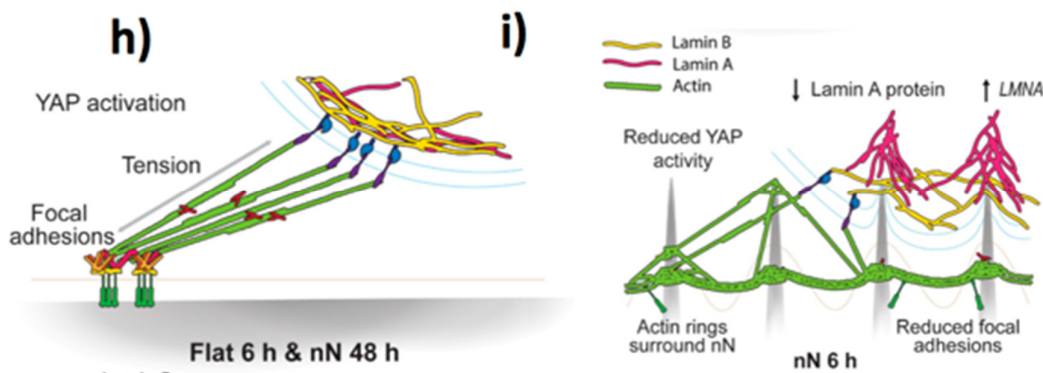 h)
YAP activation
Tension
Focal
adhesions
Flat 6 h & nN 48 h
i)
Lamin B
Lamin A
Actin
↓ Lamin A protein
↑ LMNA
Reduced YAP
activity
Actin rings
surround nN
Reduced focal
adhesions
nN 6 h